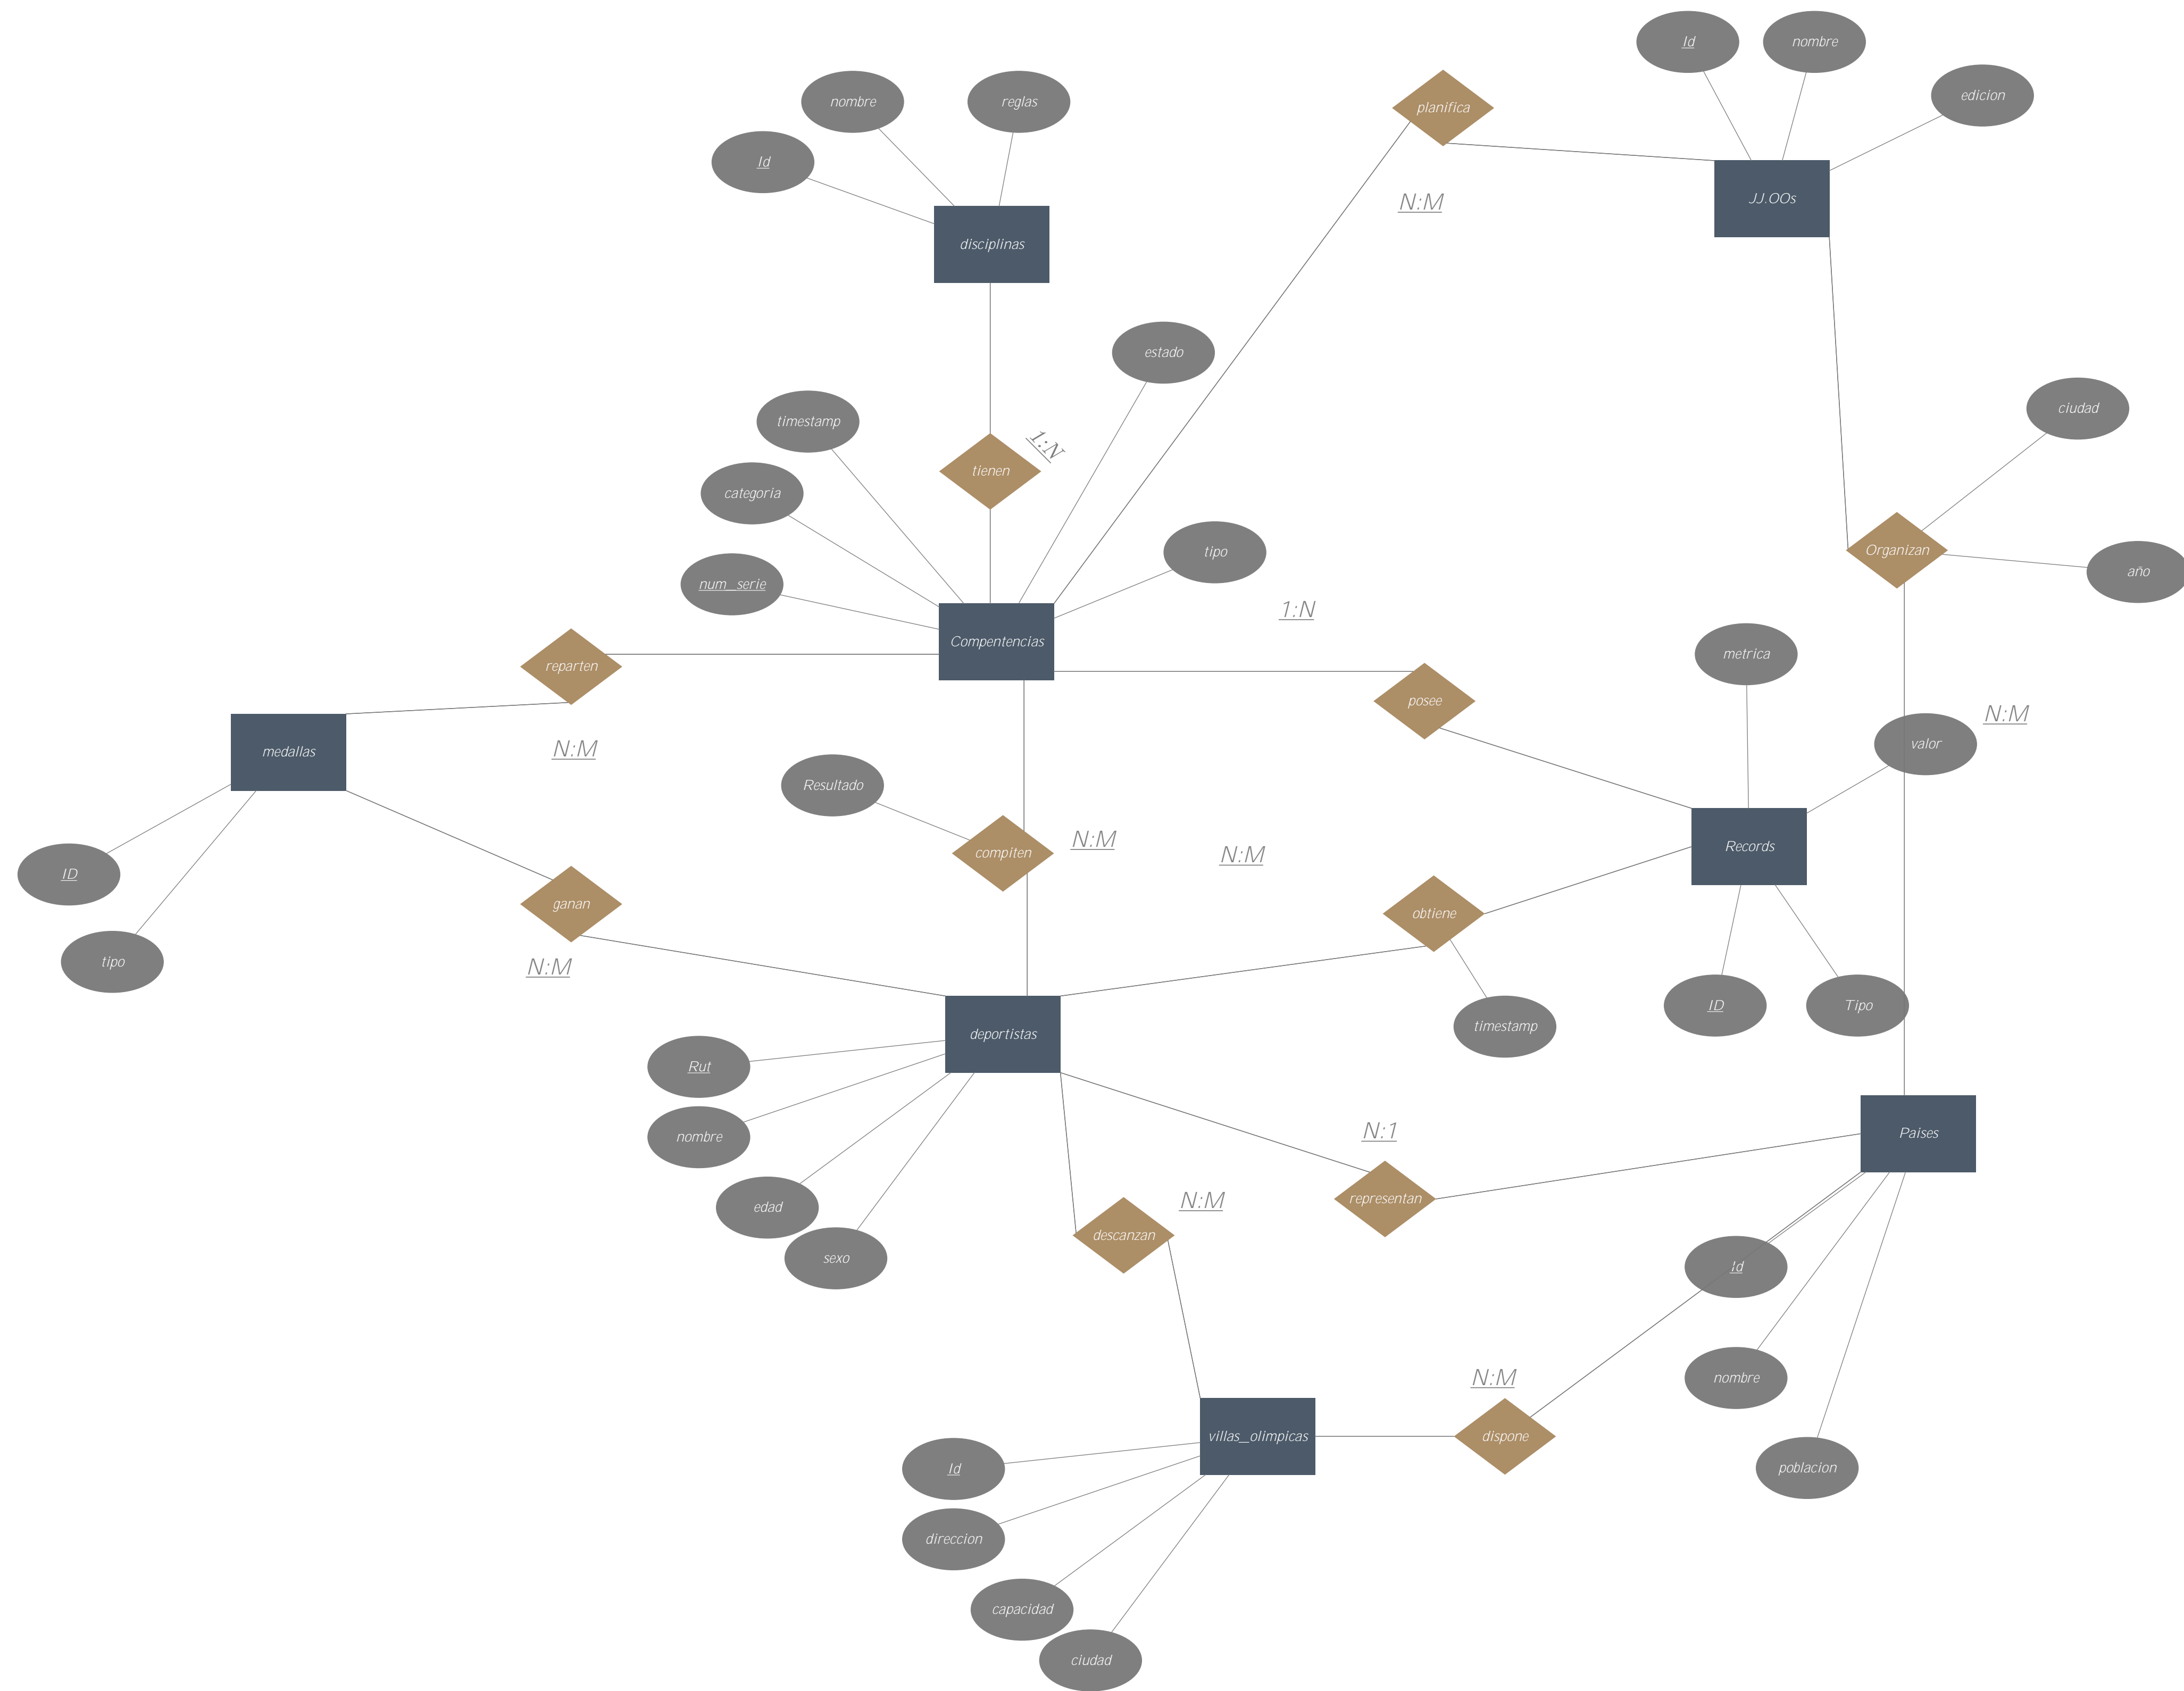 Id
nombre
edicion
nombre
reglas
planifica
Id
JJ.OOs
N:M
disciplinas
estado
ciudad
timestamp
1:N
tienen
categoria
Organizan
tipo
año
num_serie
1:N
Compentencias
metrica
reparten
posee
N:M
valor
N:M
medallas
Resultado
N:M
Records
compiten
N:M
ID
ganan
obtiene
tipo
N:M
ID
Tipo
timestamp
deportistas
Rut
nombre
N:1
Paises
edad
N:M
representan
descanzan
sexo
Id
N:M
nombre
villas_olimpicas
dispone
Id
poblacion
direccion
capacidad
ciudad